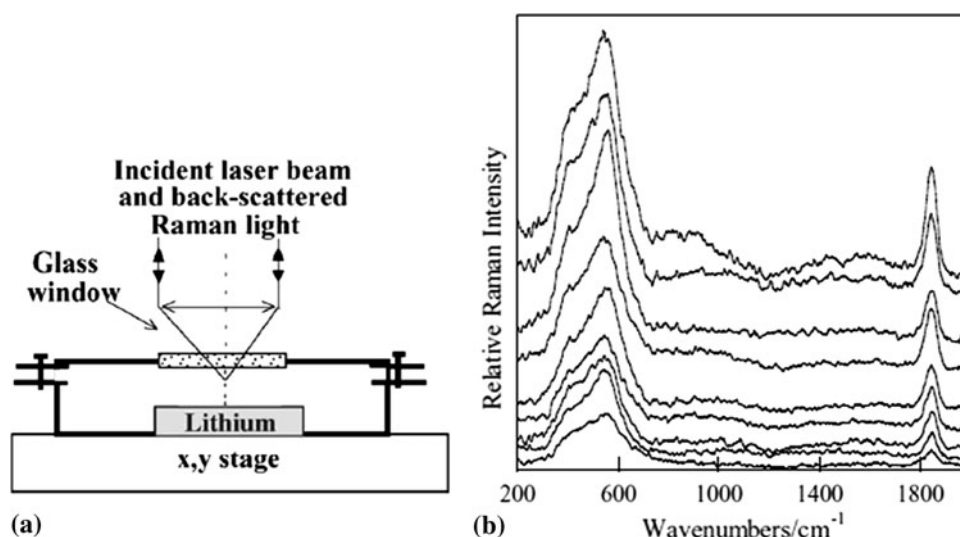 Incident laser beam
and back-scattered
Raman light
Glass
window
Lithium
x,y stage
(a)
Relative Raman Intensity
200 600 1000 1400 1800
Wavenumbers/cm⁻¹
(b)